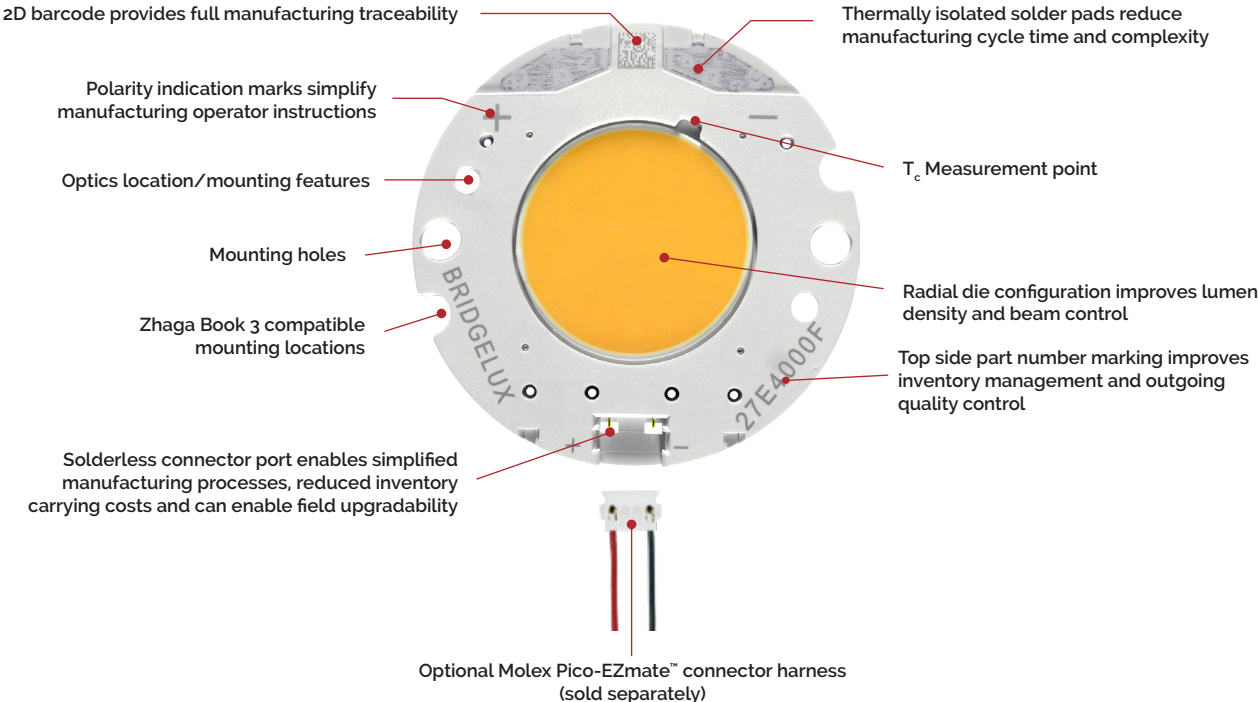 2D barcode provides full manufacturing traceability
Thermally isolated solder pads reduce
manufacturing cycle time and complexity
Polarity indication marks simplify
manufacturing operator instructions
+
−
Optics location/mounting features
Tc Measurement point
Mounting holes
Zhaga Book 3 compatible
mounting locations
Radial die configuration improves lumen
density and beam control
BRIDGELUX
27E4000F
Top side part number marking improves
inventory management and outgoing
quality control
+
−
Solderless connector port enables simplified
manufacturing processes, reduced inventory
carrying costs and can enable field upgradability
Optional Molex Pico-EZmate™ connector harness
(sold separately)